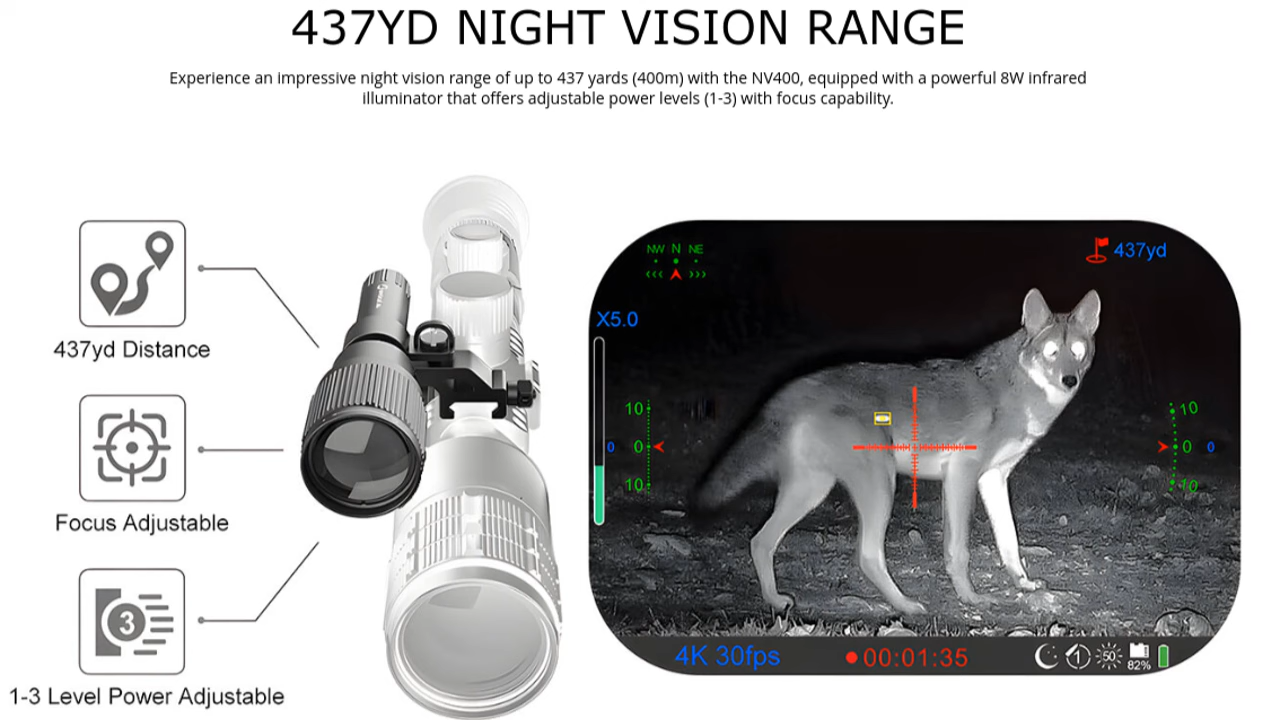 437YD NIGHT VISION RANGE
Experience an impressive night vision range of up to 437 yards (400m) with the NV400, equipped with a powerful 8W infrared
illuminator that offers adjustable power levels (1-3) with focus capability.
437yd Distance
Focus Adjustable
3
1-3 Level Power Adjustable
NW N NE
437yd
X5.0
10
0
0
10
10
0
0
-10
4K 30fps
00:01:35
1
50
82%